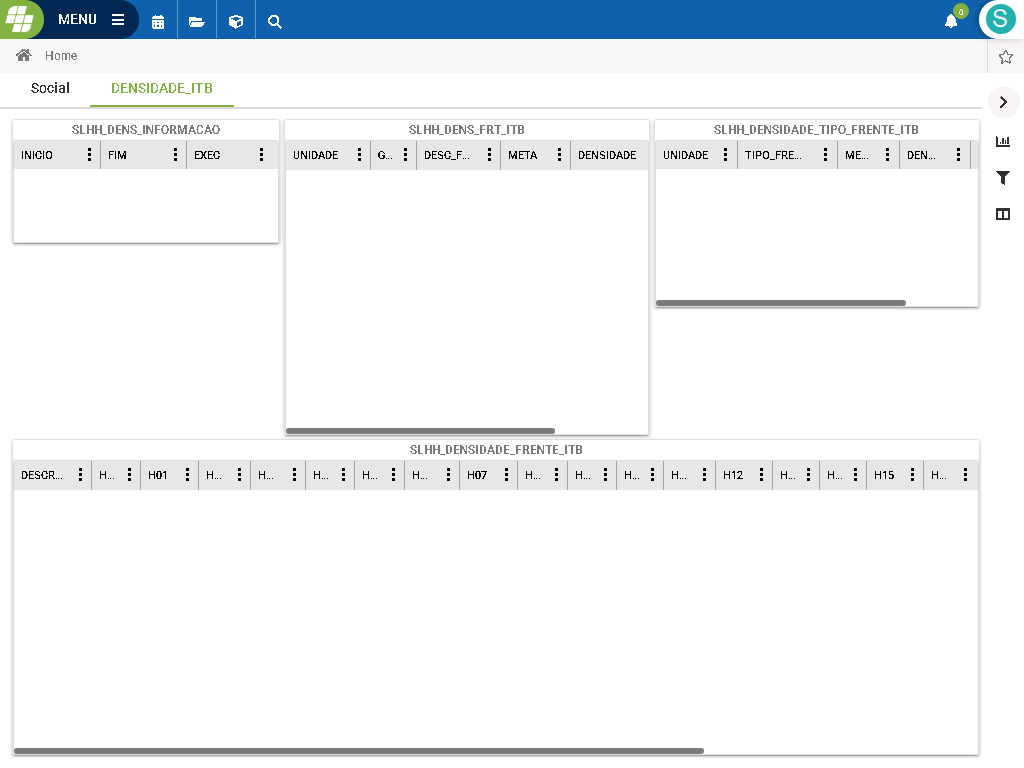 MENU
0
S
Home
Social
DENSIDADE_ITB
SLHH_DENS_INFORMACAO
INICIO FIM EXEC
SLHH_DENS_FRT_ITB
UNIDADE G... DESC_F... META DENSIDADE
SLHH_DENSIDADE_TIPO_FRENTE_ITB
UNIDADE TIPO_FRE... ME... DEN...
SLHH_DENSIDADE_FRENTE_ITB
DESCR... H... H01 H... H... H... H... H... H07 H... H... H... H... H12 H... H... H15 H...